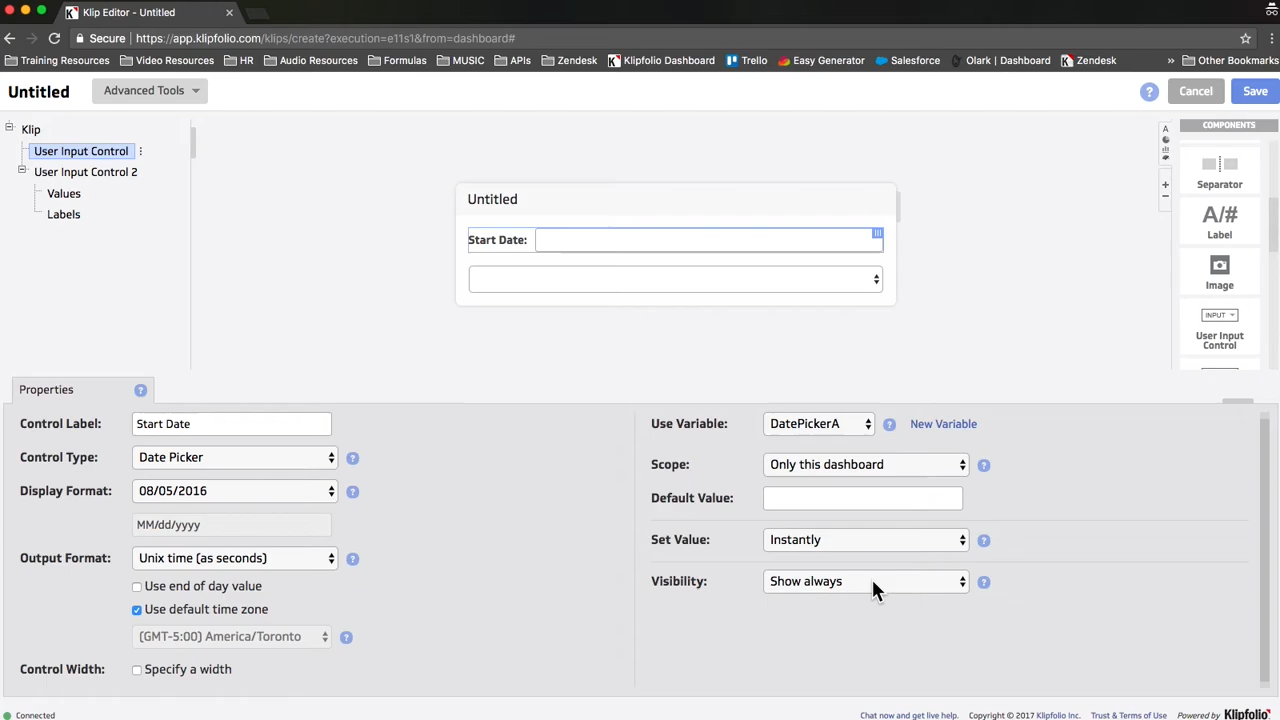 Klip Editor - Untitled
Secure https://app.klipfolio.com/klips/create?execution=e11s1&from=dashboard#
Training Resources Video Resources HR Audio Resources Formulas MUSIC APIs Zendesk Klipfolio Dashboard Trello Easy Generator Salesforce Olark | Dashboard Zendesk » Other Bookmarks
Untitled Advanced Tools ? Cancel Save
Klip
User Input Control
User Input Control 2
Values
Labels
Untitled
Start Date:
A
+
−
COMPONENTS
Separator
A/#
Label
Image
INPUT
User Input
Control
Properties ?
Control Label: Start Date
Control Type: Date Picker ?
Display Format: 08/05/2016 ?
MM/dd/yyyy
Output Format: Unix time (as seconds) ?
Use end of day value
Use default time zone
(GMT-5:00) America/Toronto ?
Control Width: Specify a width
Use Variable: DatePickerA ? New Variable
Scope: Only this dashboard ?
Default Value:
Set Value: Instantly ?
Visibility: Show always ?
Connected Chat now and get live help. Copyright © 2017 Klipfolio Inc. Trust & Terms of Use Powered by Klipfolio